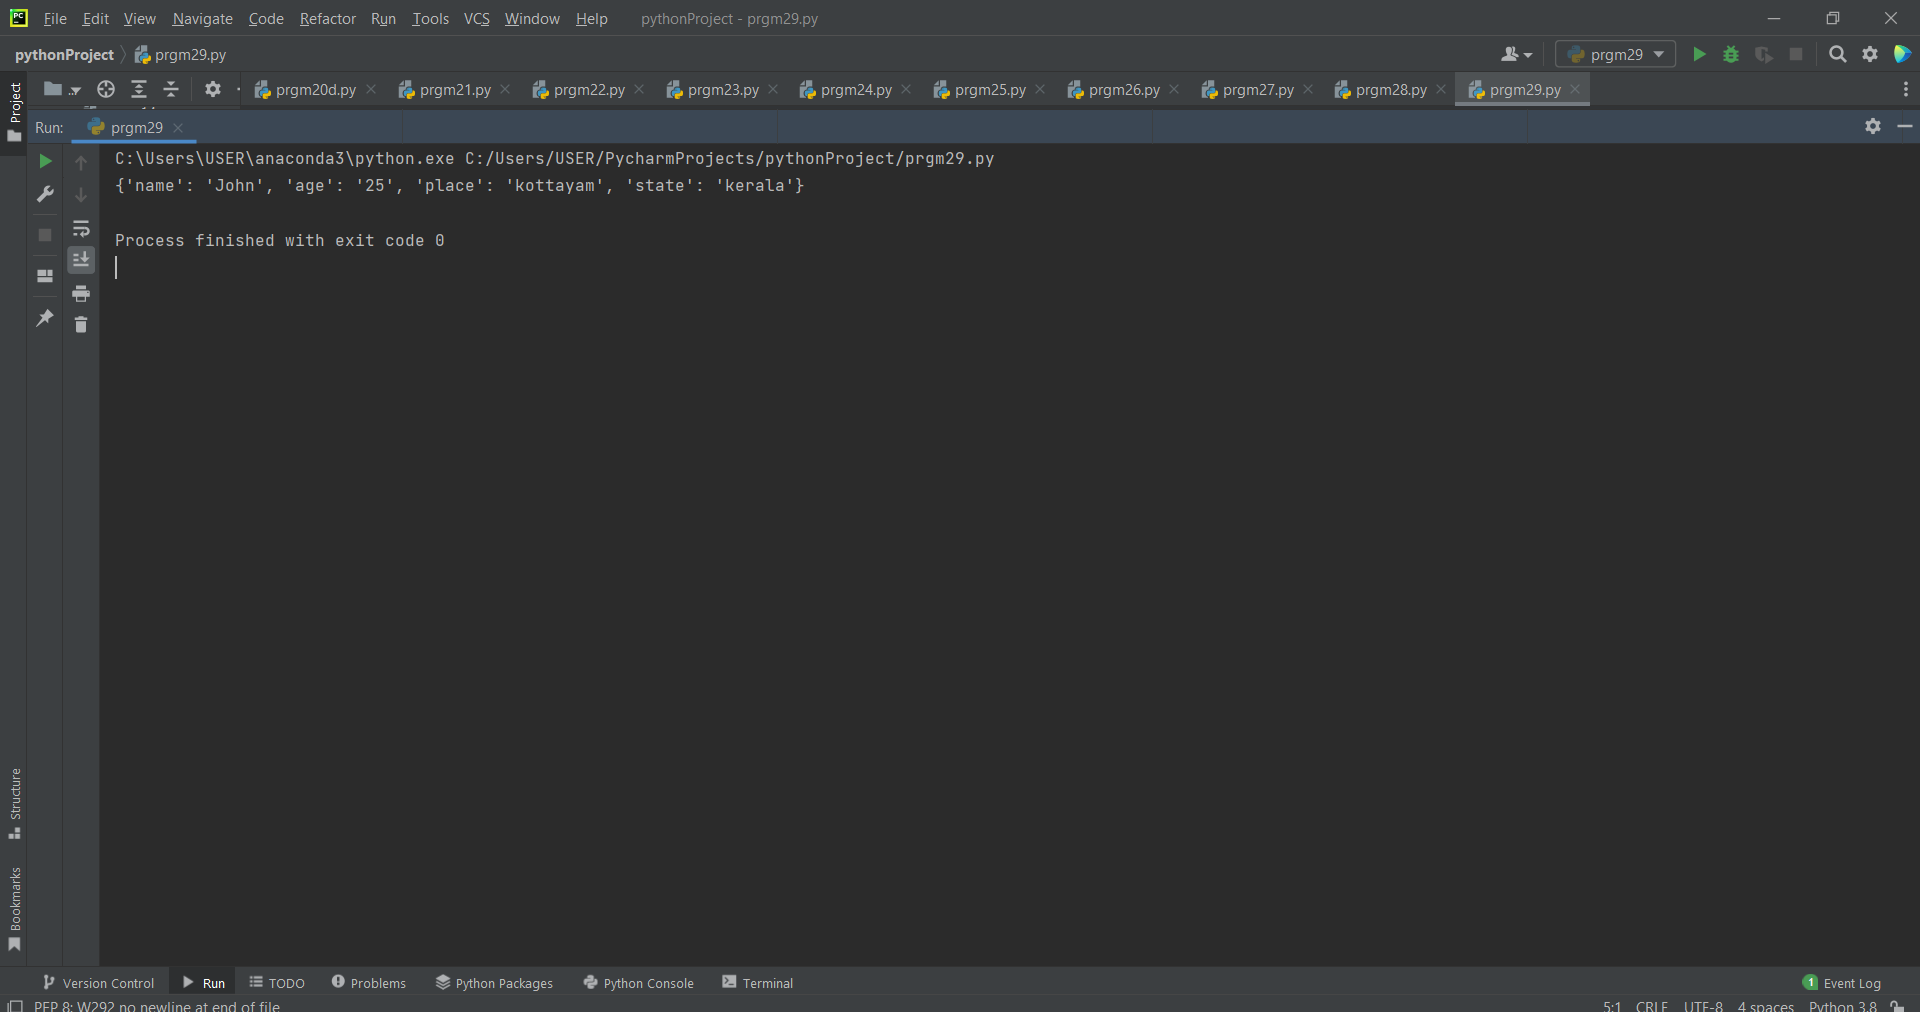 File Edit View Navigate Code Refactor Run Tools VCS Window Help pythonProject - prgm29.py
pythonProject prgm29.py prgm29
Project
prgm20d.py prgm21.py prgm22.py prgm23.py prgm24.py prgm25.py prgm26.py prgm27.py prgm28.py prgm29.py
Run: prgm29
C:\Users\USER\anaconda3\python.exe C:/Users/USER/PycharmProjects/pythonProject/prgm29.py
{'name': 'John', 'age': '25', 'place': 'kottayam', 'state': 'kerala'}
Process finished with exit code 0
Structure
Bookmarks
Version Control Run TODO Problems Python Packages Python Console Terminal 1 Event Log
PEP 8: W292 no newline at end of file 5:1 CRLF UTF-8 4 spaces Python 3.8